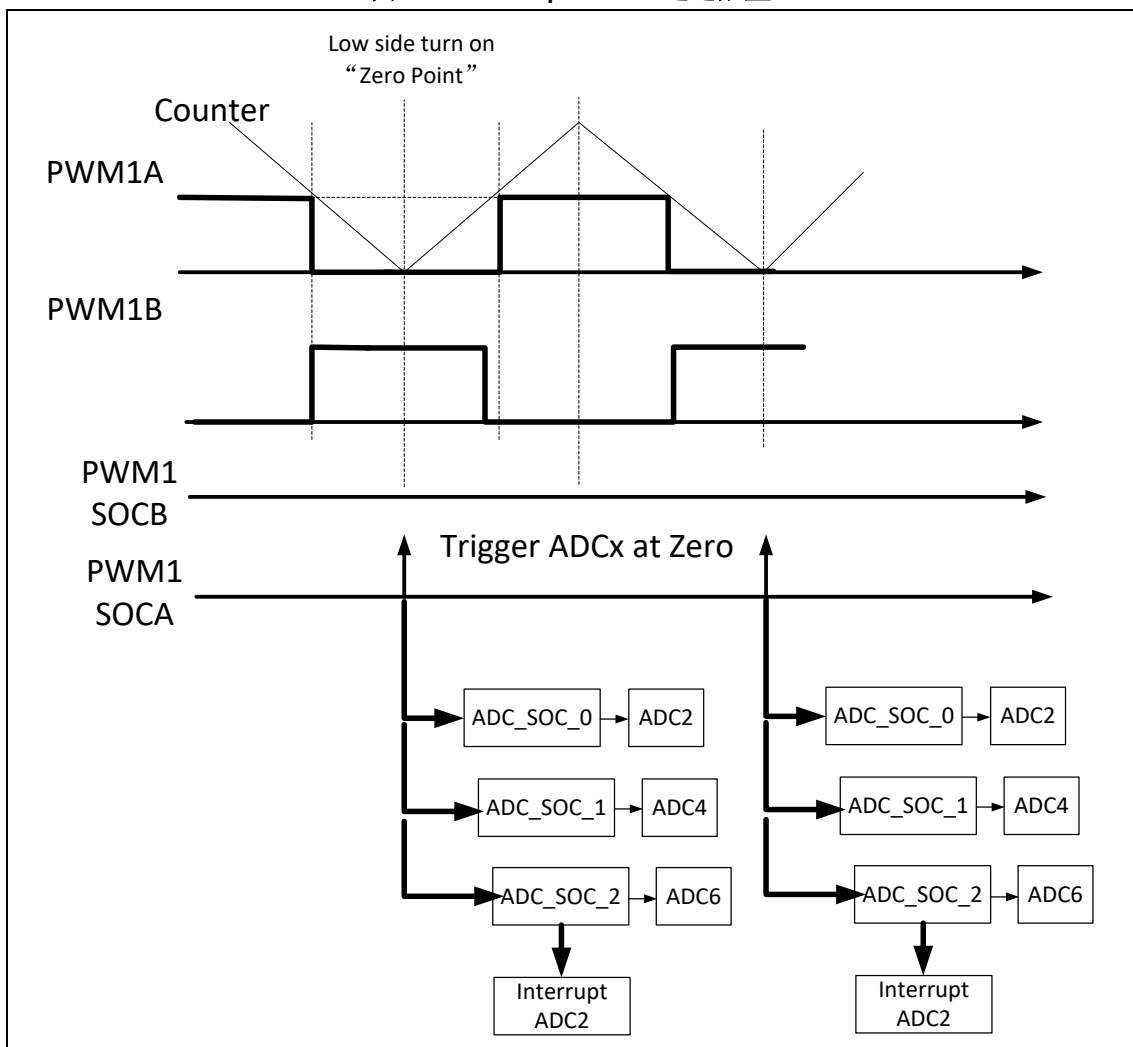 Low side turn on
“Zero Point”
Counter
PWM1A
PWM1B
PWM1
SOCB
Trigger ADCx at Zero
PWM1
SOCA
ADC_SOC_0
ADC2
ADC_SOC_0
ADC2
ADC_SOC_1
ADC4
ADC_SOC_1
ADC4
ADC_SOC_2
ADC6
ADC_SOC_2
ADC6
Interrupt
ADC2
Interrupt
ADC2